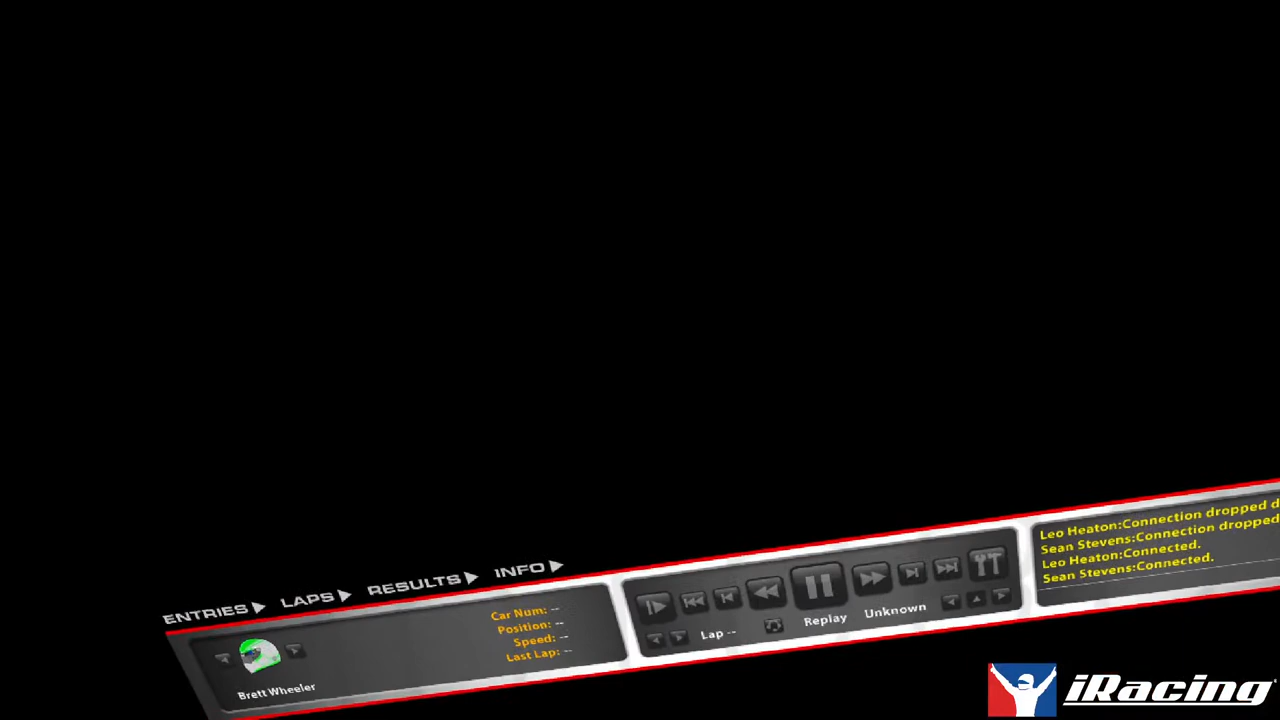 ENTRIES LAPS RESULTS INFO
Brett Wheeler
Car Num: --
Position: --
Speed: --
Last Lap: --
Lap --
Replay
Unknown
Leo Heaton:Connection dropped d
Sean Stevens:Connection dropped
Leo Heaton:Connected.
Sean Stevens:Connected.
iRacing